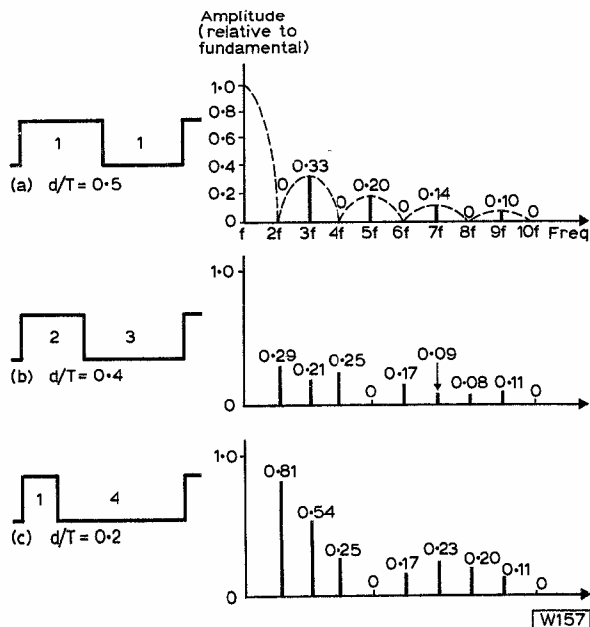 Amplitude
(relative to
fundamental)
1·0
0·8
0·6
0·4
0·2
0
0 0·33 0 0·20 0 0·14 0 0·10 0
f 2f 3f 4f 5f 6f 7f 8f 9f 10f Freq
1 1
(a) d/T = 0·5
1·0
0
0·29 0·21 0·25 0 0·17 0·09 0·08 0·11 0
2 3
(b) d/T = 0·4
1·0
0
0·81 0·54 0·25 0 0·17 0·23 0·20 0·11 0
1 4
(c) d/T = 0·2
W157